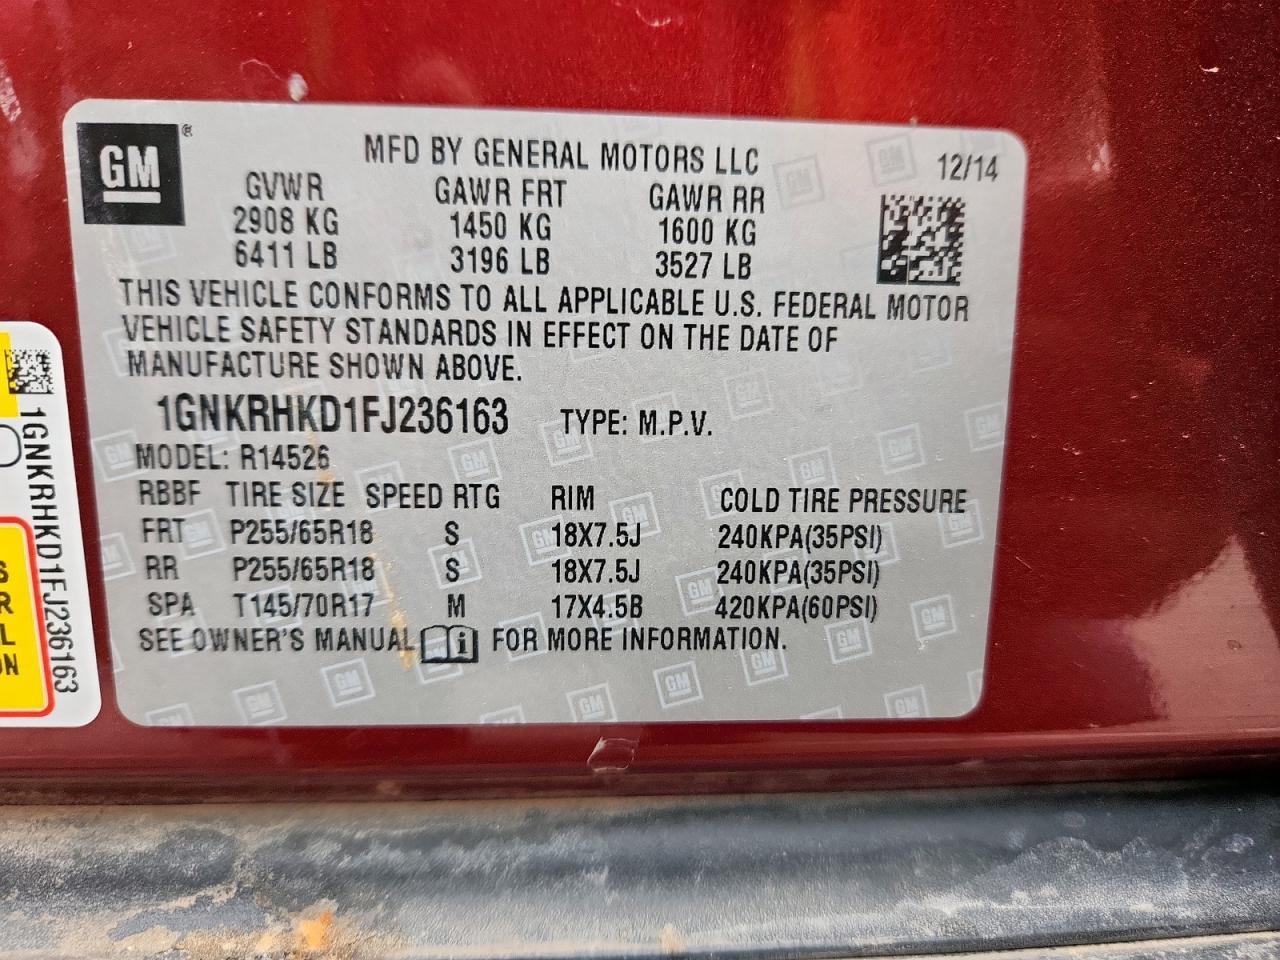 GM
®
MFD BY GENERAL MOTORS LLC
12/14
GVWR GAWR FRT GAWR RR
2908 KG 1450 KG 1600 KG
6411 LB 3196 LB 3527 LB
THIS VEHICLE CONFORMS TO ALL APPLICABLE U.S. FEDERAL MOTOR
VEHICLE SAFETY STANDARDS IN EFFECT ON THE DATE OF
MANUFACTURE SHOWN ABOVE.
1GNKRHKD1FJ236163 TYPE: M.P.V.
MODEL: R14526
RBBF TIRE SIZE SPEED RTG RIM COLD TIRE PRESSURE
FRT P255/65R18 S 18X7.5J 240KPA(35PSI)
RR P255/65R18 S 18X7.5J 240KPA(35PSI)
SPA T145/70R17 M 17X4.5B 420KPA(60PSI)
SEE OWNER'S MANUAL i FOR MORE INFORMATION.
1GNKRHKD1FJ236163